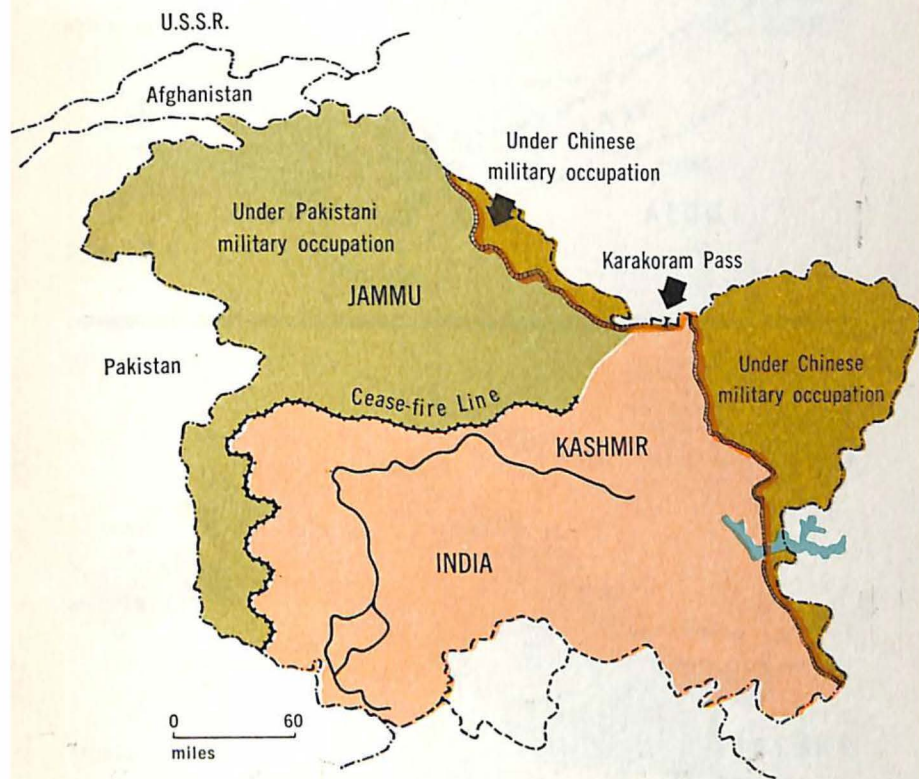 U.S.S.R.
Afghanistan
Under Chinese
military occupation
Under Pakistani
military occupation
Karakoram Pass
JAMMU
Pakistan
Under Chinese
military occupation
Cease-fire Line
KASHMIR
INDIA
0 60
miles